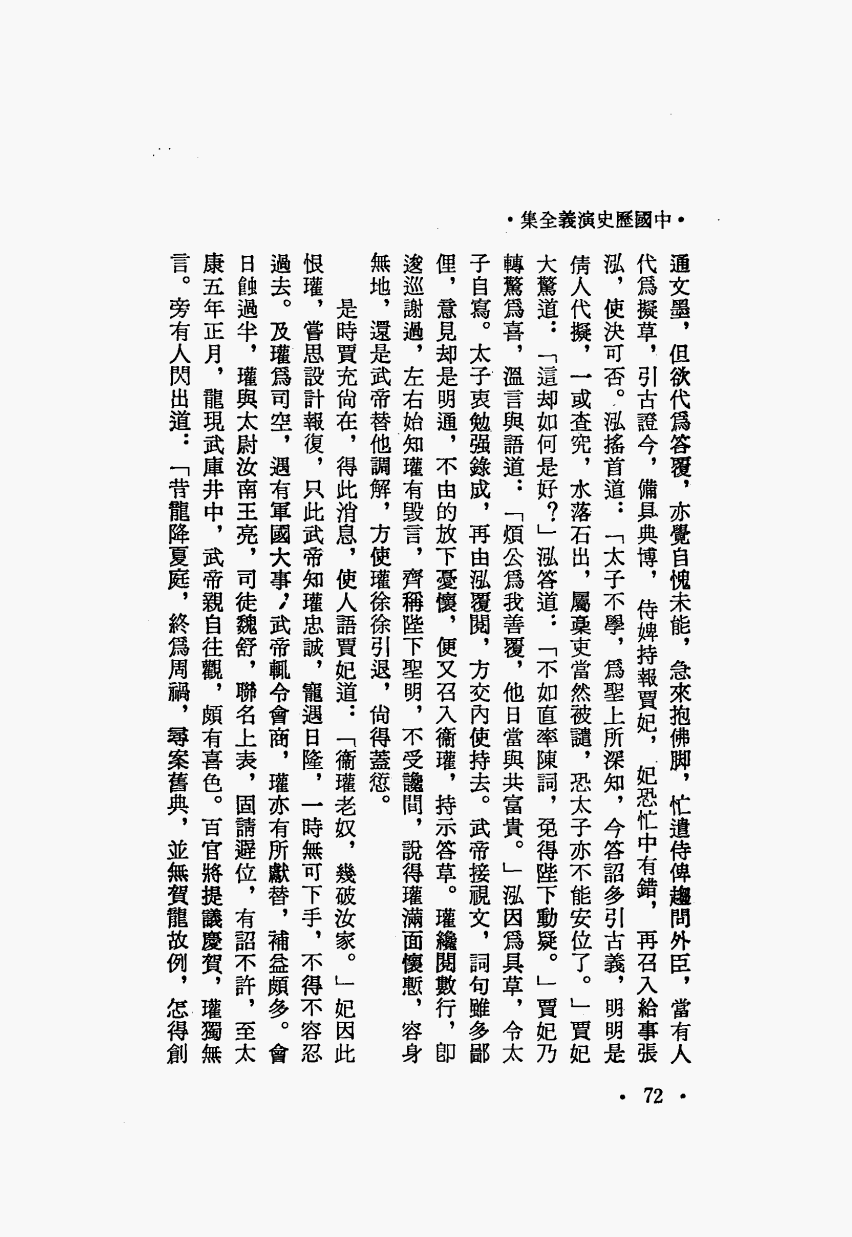 ·中國歷史演義全集·
通文墨，但欲代爲答覆，亦覺自愧未能，急來抱佛脚，忙遣侍俾趨問外臣，當有人
代爲擬草，引古證今，備具典博，侍婢持報賈妃，妃恐忙中有錯，再召入給事張
泓，使決可否。泓搖首道：「太子不學，爲聖上所深知，今答詔多引古義，明明是
倩人代擬，一或査究，水落石出，屬稾吏當然被譴，恐太子亦不能安位了。」賈妃
大驚道：「這却如何是好？」泓答道：「不如直率陳詞，免得陛下動疑。」賈妃乃
轉驚爲喜，溫言與語道：「煩公爲我善覆，他日當與共富貴。」泓因爲具草，令太
子自寫。太子衷勉强錄成，再由泓覆閱，方交內使持去。武帝接視文，詞句雖多鄙
俚，意見却是明通，不由的放下憂懷，便又召入衞瓘，持示答草。瓘纔閱數行，卽
逡巡謝過，左右始知瓘有毀言，齊稱陛下聖明，不受讒間，說得瓘滿面懷慙，容身
無地，還是武帝替他調解，方使瓘徐徐引退，尙得蓋愆。
是時賈充尙在，得此消息，使人語賈妃道：「衞瓘老奴，幾破汝家。」妃因此
恨瓘，嘗思設計報復，只此武帝知瓘忠誠，寵遇日隆，一時無可下手，不得不容忍
過去。及瓘爲司空，遇有軍國大事，武帝輒令會商，瓘亦有所獻替，補益頗多。會
日蝕過半，瓘與太尉汝南王亮，司徒魏舒，聯名上表，固請遜位，有詔不許，至太
康五年正月，龍現武庫井中，武帝親自往觀，頗有喜色。百官將提議慶賀，瓘獨無
言。旁有人閃出道：「昔龍降夏庭，終爲周禍，尋案舊典，並無賀龍故例，怎得創
· 72 ·